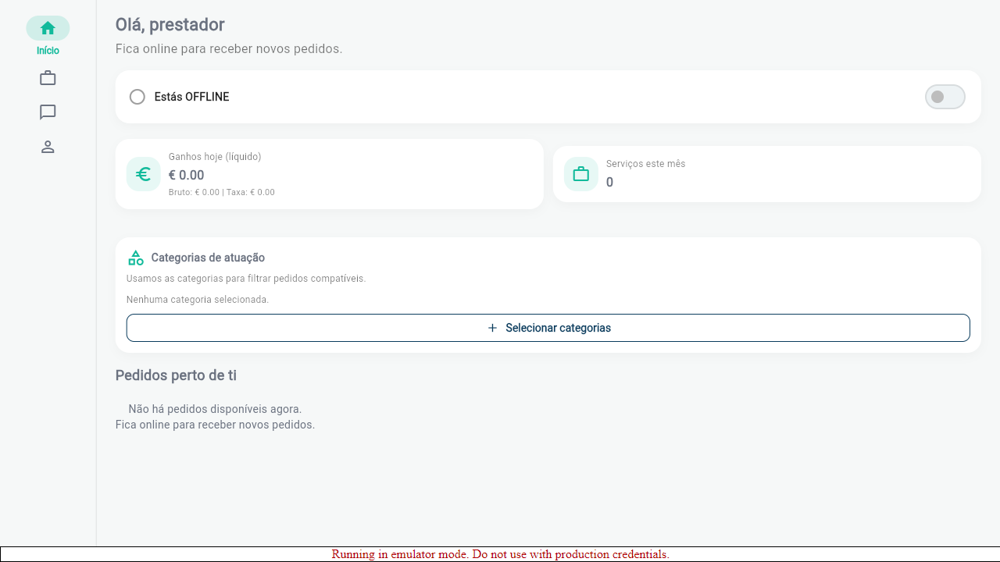 Olá, prestador
Fica online para receber novos pedidos.
Início
Estás OFFLINE
Ganhos hoje (líquido)
€ 0.00
Bruto: € 0.00 | Taxa: € 0.00
Serviços este mês
0
Categorias de atuação
Usamos as categorias para filtrar pedidos compatíveis.
Nenhuma categoria selecionada.
Selecionar categorias
Pedidos perto de ti
Não há pedidos disponíveis agora.
Fica online para receber novos pedidos.
Running in emulator mode. Do not use with production credentials.